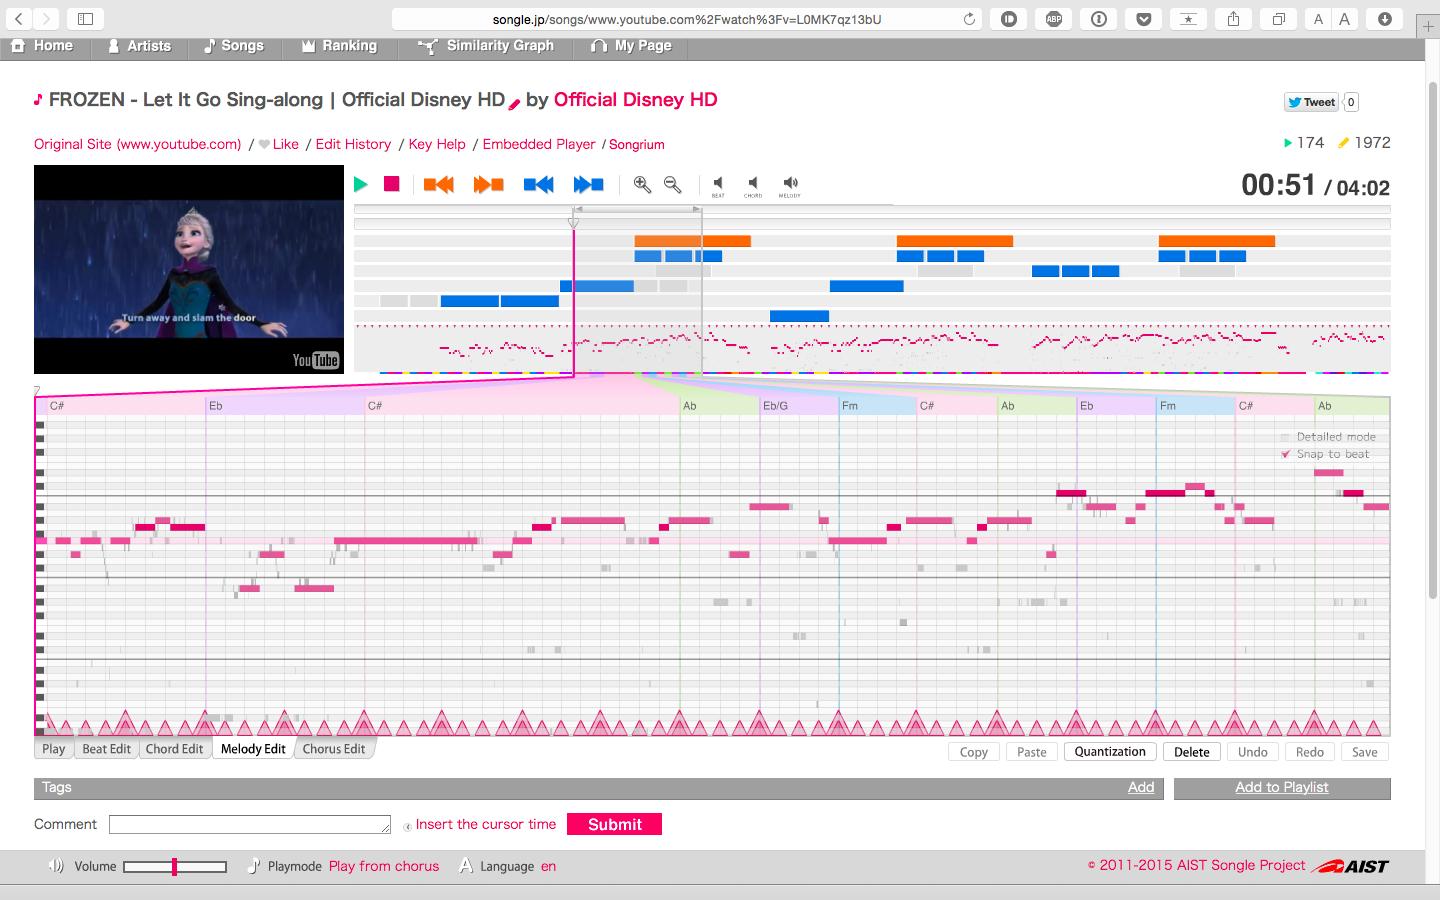 songle.jp/songs/www.youtube.com%2Fwatch%3Fv=L0MK7qz13bU
ABP
A A
Home Artists Songs Ranking Similarity Graph My Page
FROZEN - Let It Go Sing-along | Official Disney HD by Official Disney HD
Tweet 0
Original Site (www.youtube.com) / Like / Edit History / Key Help / Embedded Player / Songrium
174 1972
BEAT CHORD MELODY
00:51 / 04:02
Turn away and slam the door
YouTube
C# Eb C# Ab Eb/G Fm C# Ab Eb Fm C# Ab
Detailed mode
Snap to beat
Play Beat Edit Chord Edit Melody Edit Chorus Edit
Copy Paste Quantization Delete Undo Redo Save
Tags Add Add to Playlist
Comment Insert the cursor time Submit
Volume Playmode Play from chorus A Language en
© 2011-2015 AIST Songle Project AIST